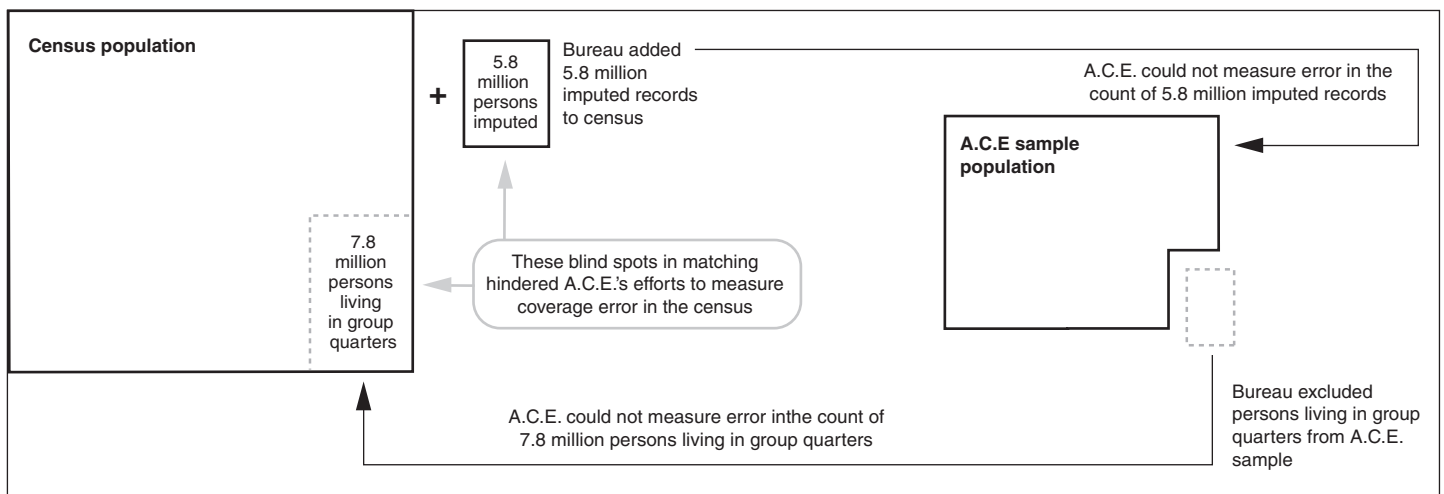 Census population
5.8
million
persons
imputed
+
Bureau added
5.8 million
imputed records
to census
A.C.E. could not measure error in the
count of 5.8 million imputed records
A.C.E sample
population
7.8
million
persons
living
in group
quarters
These blind spots in matching
hindered A.C.E.'s efforts to measure
coverage error in the census
A.C.E. could not measure error inthe count of
7.8 million persons living in group quarters
Bureau excluded
persons living in group
quarters from A.C.E.
sample